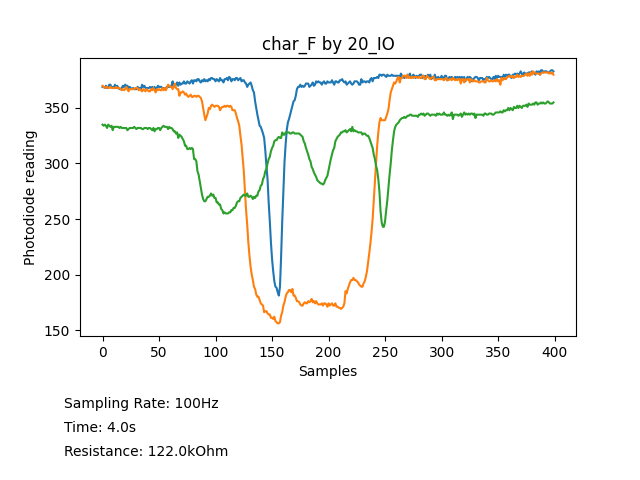 char_F by 20_IO
Photodiode reading
350
300
250
200
150
0 50 100 150 200 250 300 350 400
Samples
Sampling Rate: 100Hz
Time: 4.0s
Resistance: 122.0kOhm